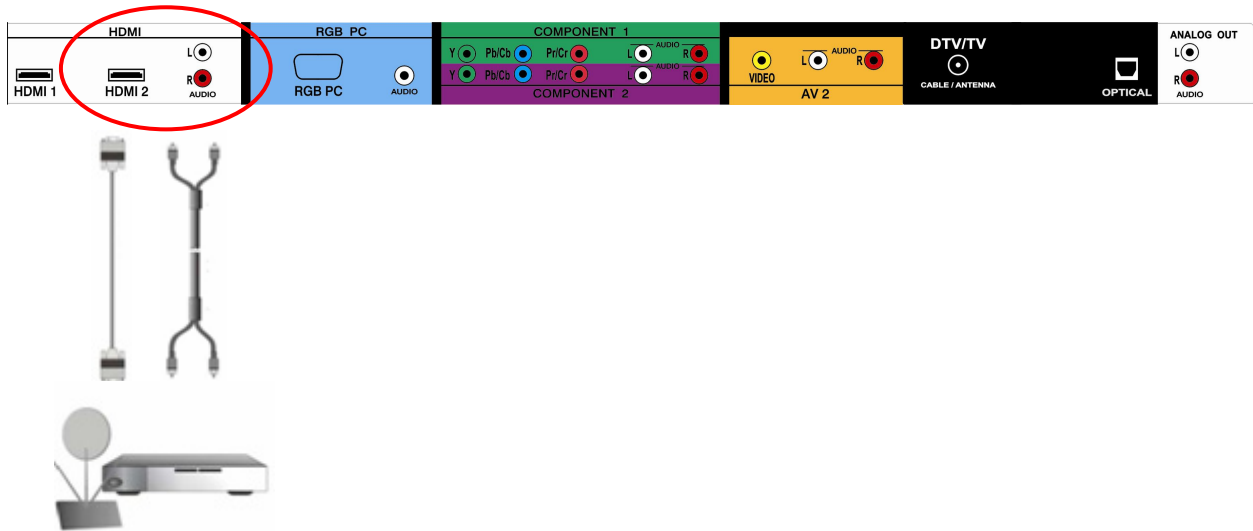 HDMI
HDMI 1
HDMI 2
L
R
AUDIO
RGB PC
RGB PC
AUDIO
COMPONENT 1
Y Pb/Cb Pr/Cr L AUDIO R
Y Pb/Cb Pr/Cr L AUDIO R
COMPONENT 2
VIDEO
L AUDIO R
AV 2
DTV/TV
CABLE / ANTENNA
OPTICAL
ANALOG OUT
L
R
AUDIO